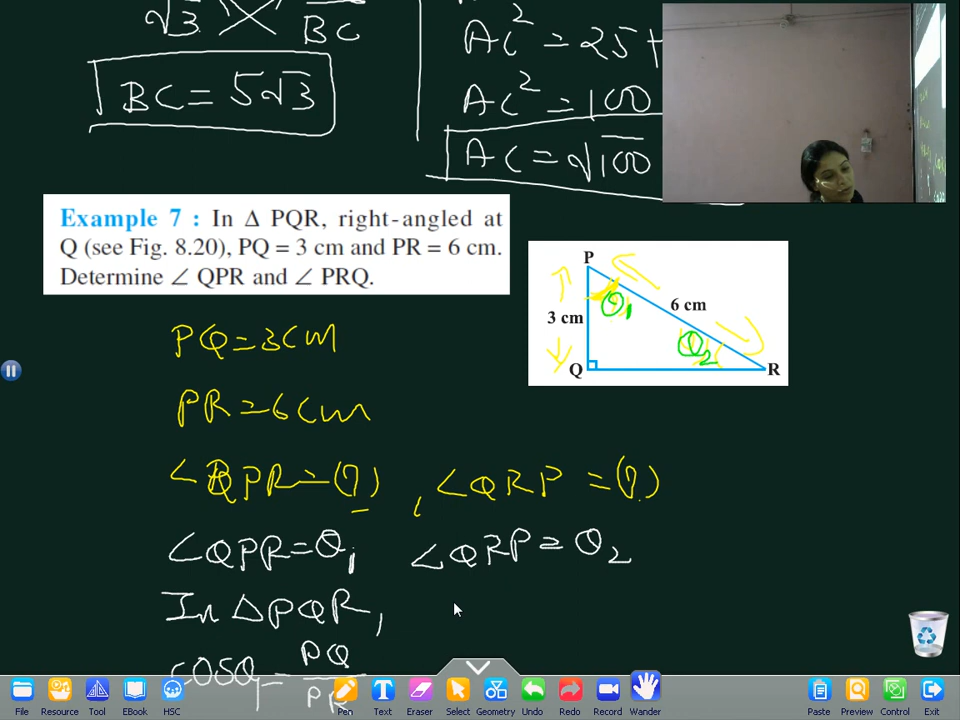 √3 BC
BC = 5√3
AC² = 25 +
AC² = 100
AC = √100
Example 7 : In Δ PQR, right-angled at
Q (see Fig. 8.20), PQ = 3 cm and PR = 6 cm.
Determine ∠ QPR and ∠ PRQ.
P
3 cm
6 cm
θ₁
θ₂
Q
R
PQ = 3cm
PR = 6cm
∠QPR = (?) , ∠QRP = (?)
∠QPR = θ₁ ∠QRP = θ₂
In ΔPQR,
cosθ₁ = PQ
PR
File Resource Tool EBook HSC Pen Text Eraser Select Geometry Undo Redo Record Wander Paste Preview Control Exit